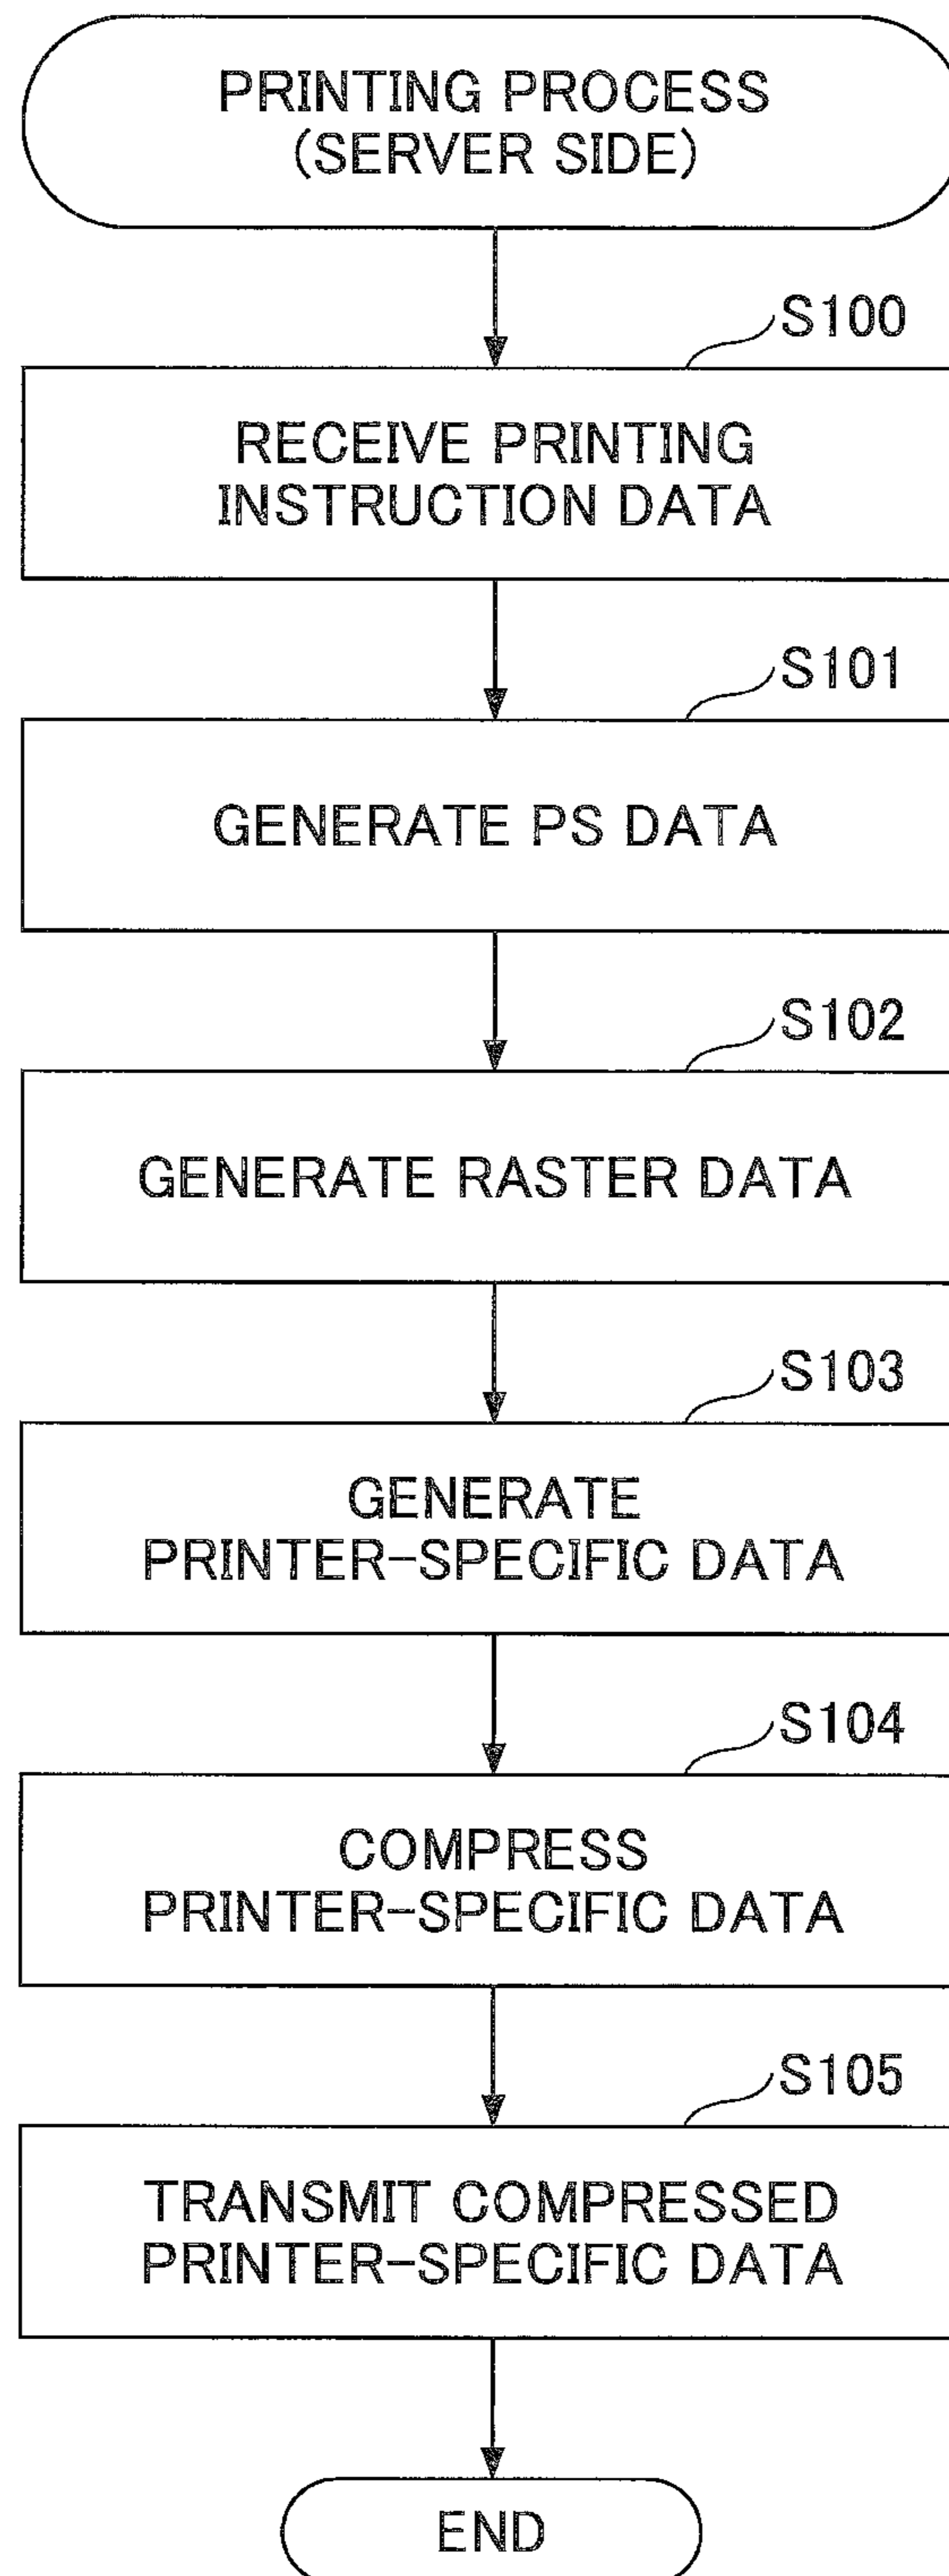 PRINTING PROCESS
(SERVER SIDE)
S100
RECEIVE PRINTING
INSTRUCTION DATA
S101
GENERATE PS DATA
S102
GENERATE RASTER DATA
S103
GENERATE
PRINTER-SPECIFIC DATA
S104
COMPRESS
PRINTER-SPECIFIC DATA
S105
TRANSMIT COMPRESSED
PRINTER-SPECIFIC DATA
END